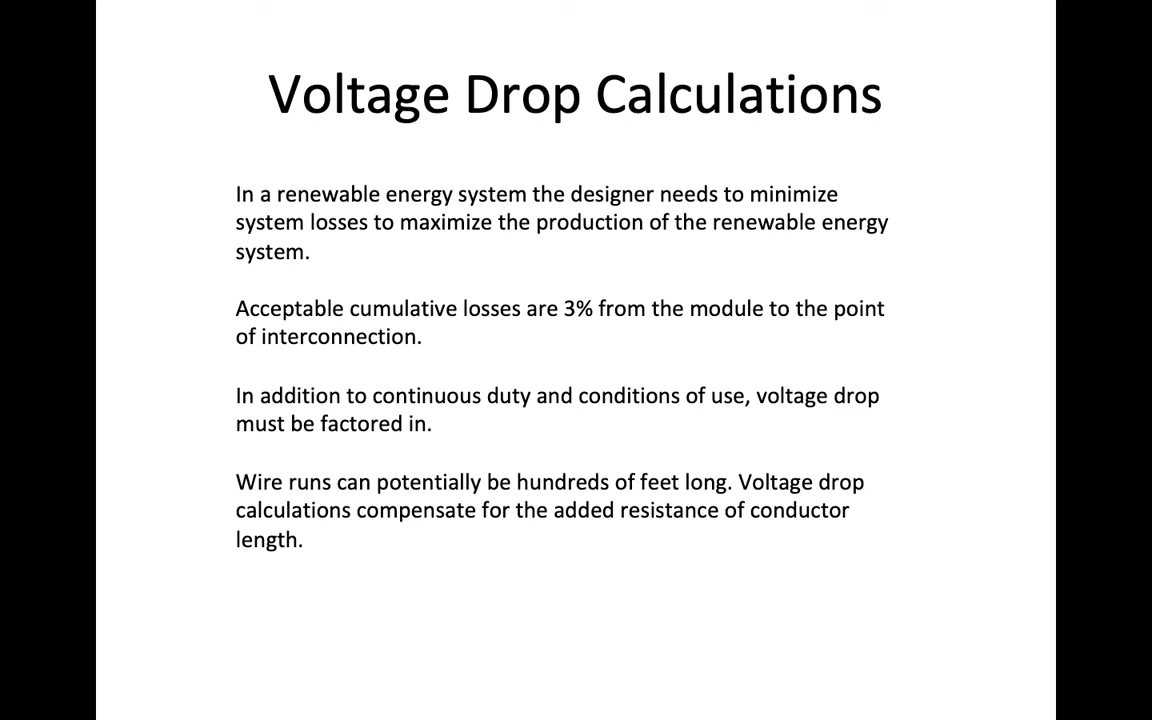 Voltage Drop Calculations
In a renewable energy system the designer needs to minimize
system losses to maximize the production of the renewable energy
system.
Acceptable cumulative losses are 3% from the module to the point
of interconnection.
In addition to continuous duty and conditions of use, voltage drop
must be factored in.
Wire runs can potentially be hundreds of feet long. Voltage drop
calculations compensate for the added resistance of conductor
length.